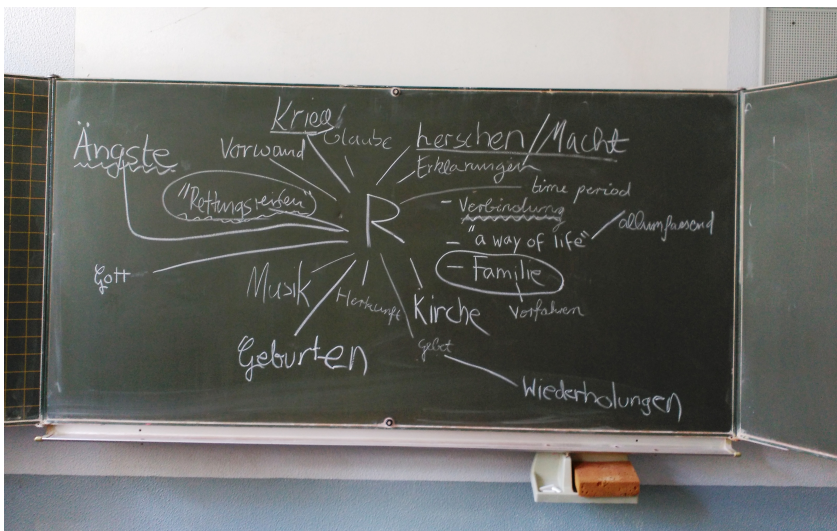 Krieg
Glaube
herschen/Macht
Ängste
Vorwand
Erklärungen
time period
"Rettungsreifen"
R
- Verbindung
allumfassend
- "a way of life"
- Familie
Gott
Musik
Herkunft
Kirche
Vorfahren
Geburten
Gebet
Wiederholungen